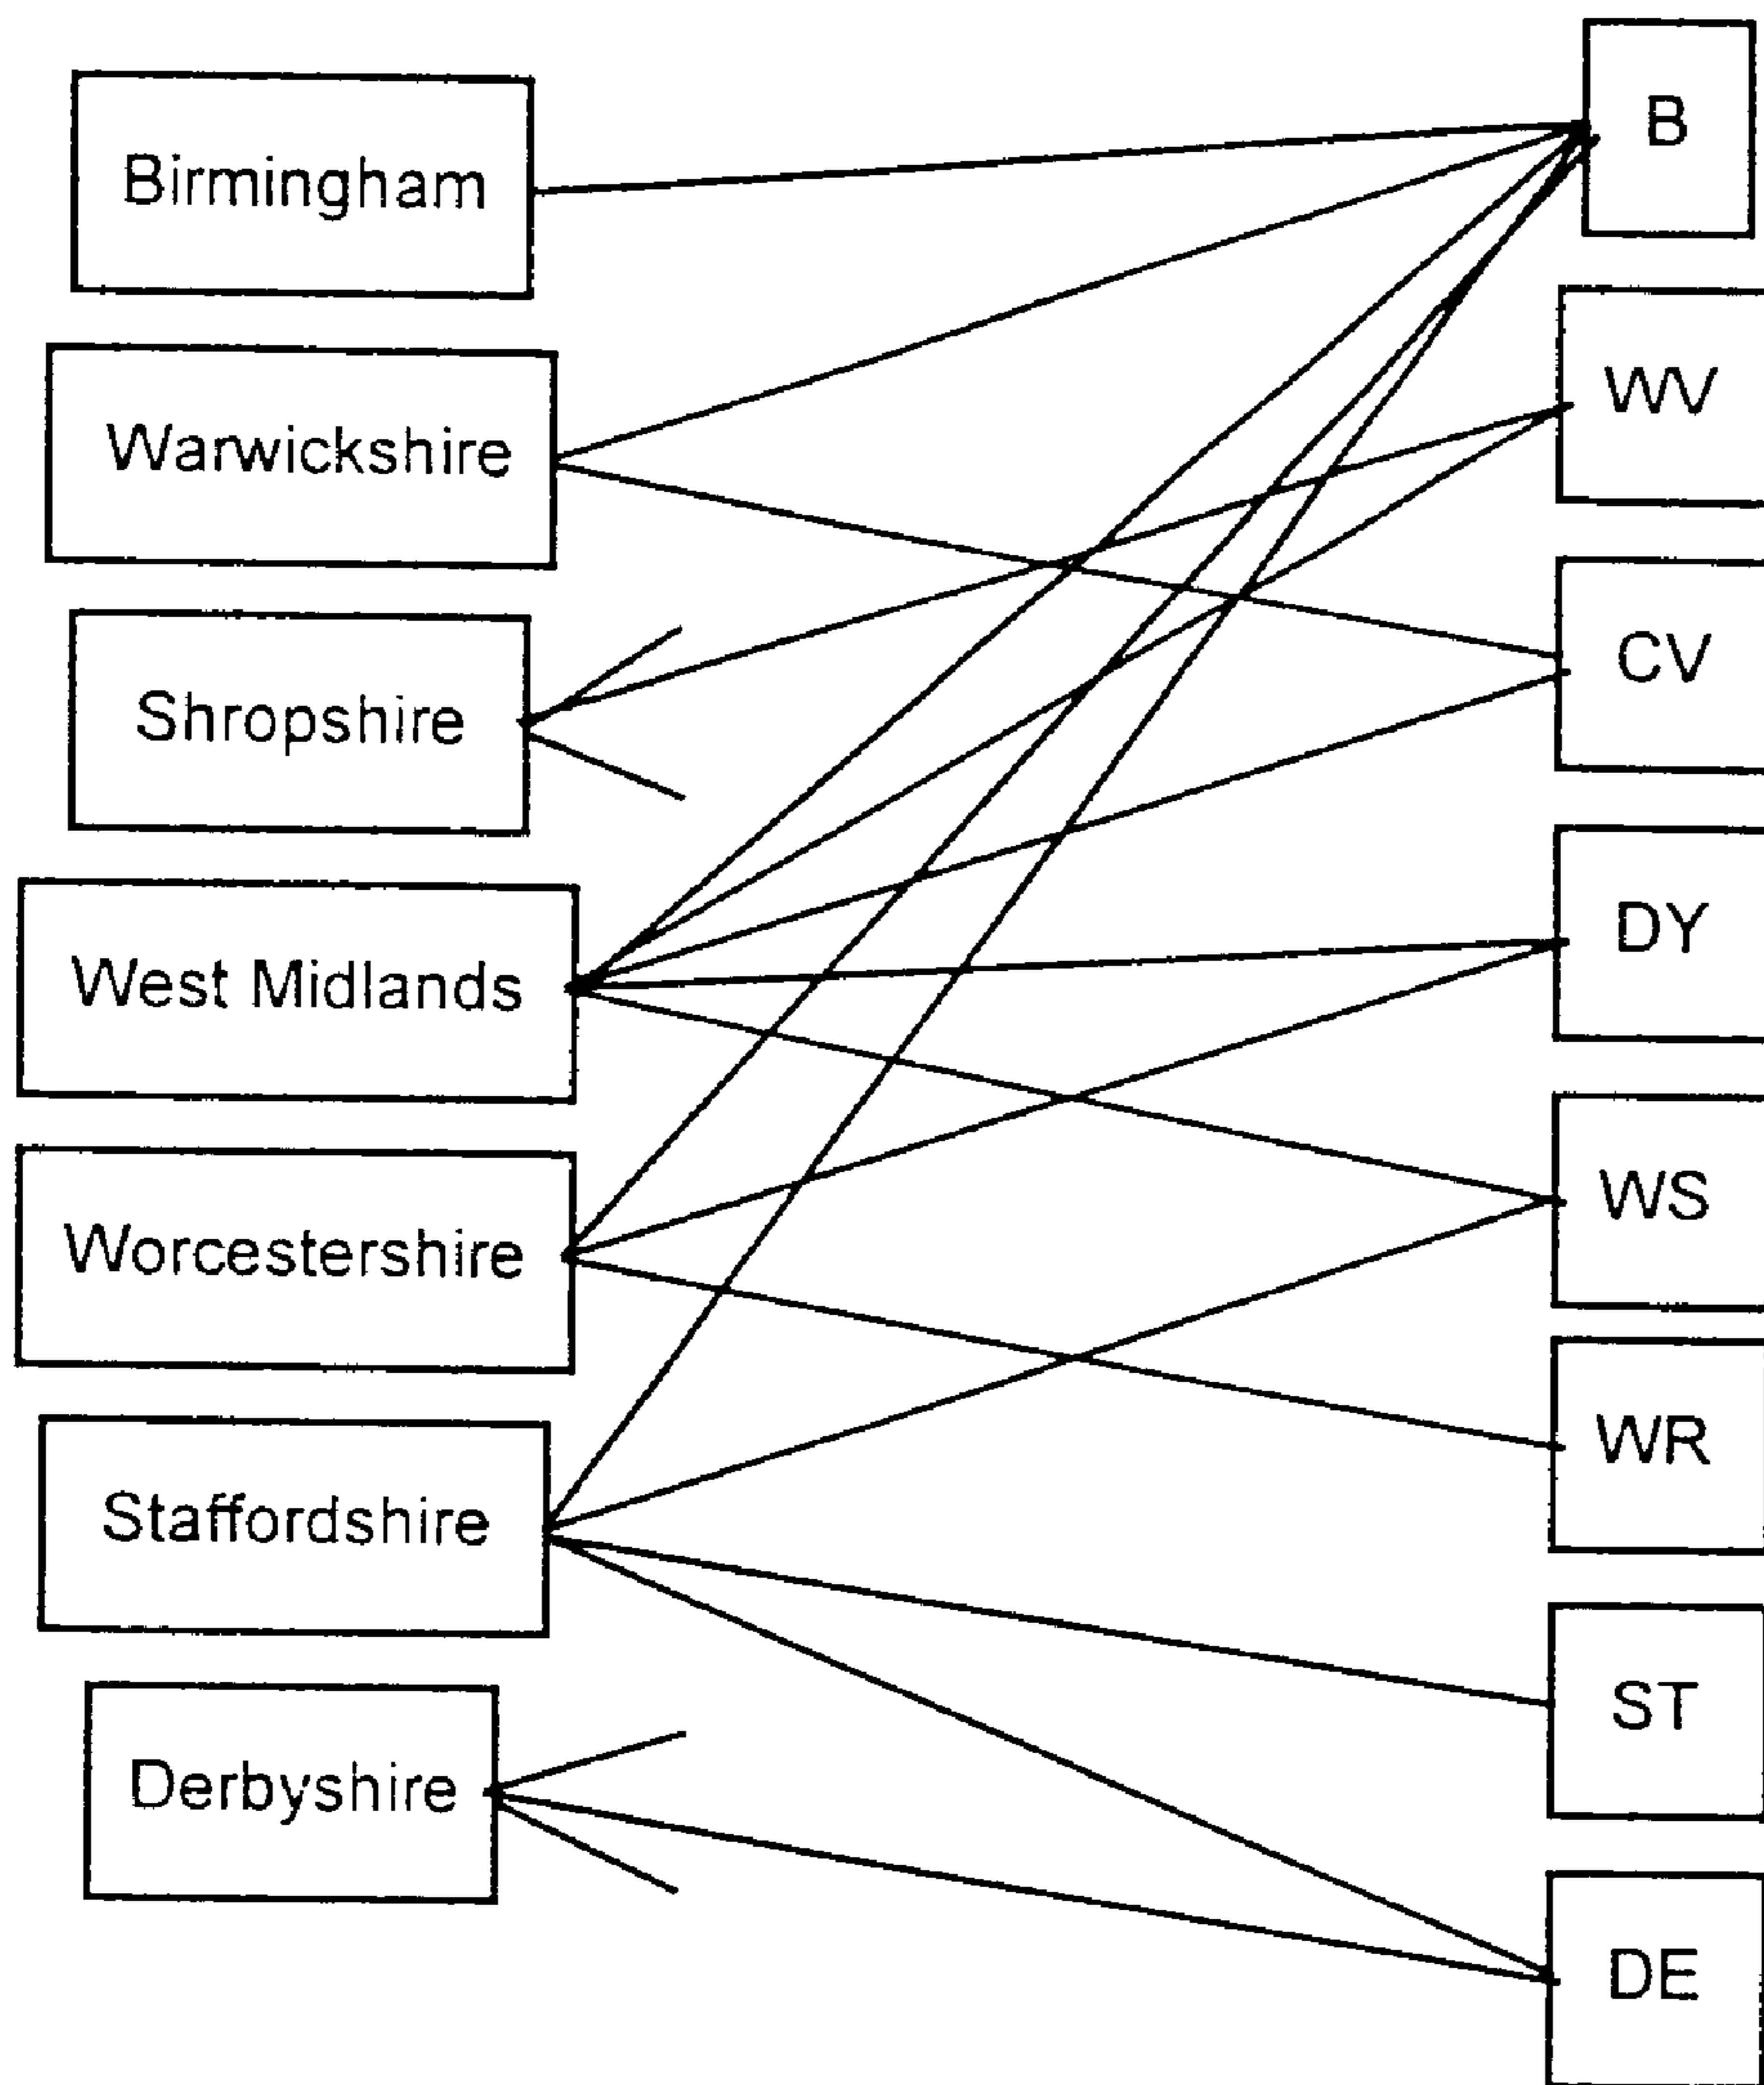 B
Birmingham
WV
Warwickshire
CV
Shropshire
DY
West Midlands
WS
Worcestershire
WR
Staffordshire
ST
Derbyshire
DE